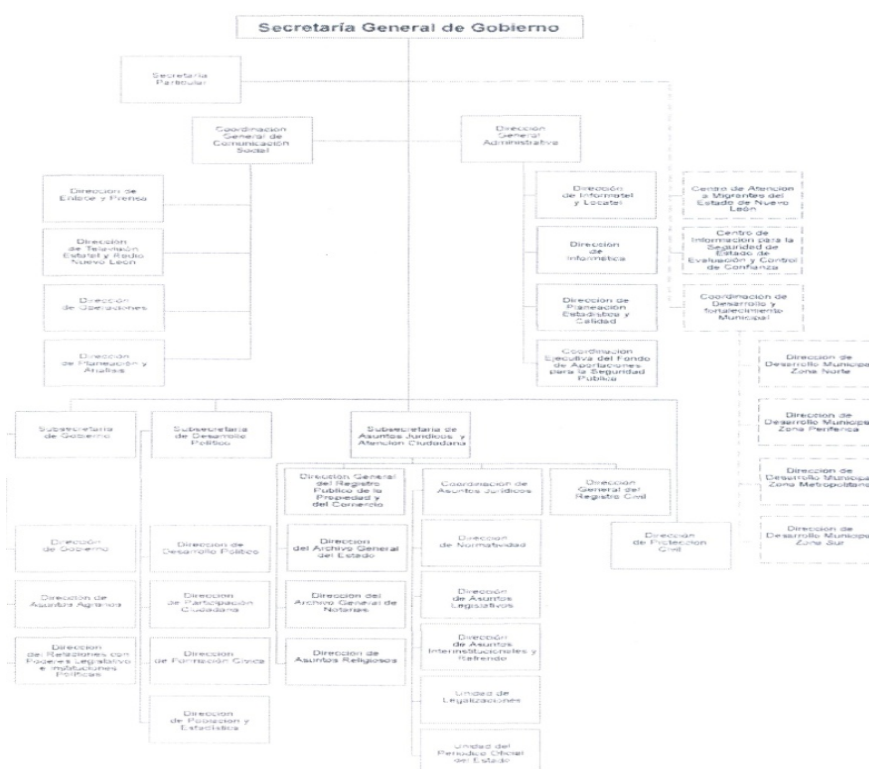 Secretaría General de Gobierno
Secretaría
Particular
Coordinación
General de
Comunicación
Social
Dirección
General
Administrativa
Dirección de
Enlace y Prensa
Dirección
de Televisión
Estatal y Radio
Nuevo León
Dirección
de Operaciones
Dirección
de Planeación y
Análisis
Dirección
de Informatel
y Locatel
Dirección
de
Informática
Dirección de
Planeación
Estadística y
Calidad
Coordinación
Ejecutiva del Fondo
de Aportaciones
para la Seguridad
Pública
Centro de Atención
a Migrantes del
Estado de Nuevo
León
Centro de
Información para la
Seguridad de
Estado de
Evaluación y Control
de Confianza
Coordinación de
Desarrollo y
fortalecimiento
Municipal
Dirección de
Desarrollo Municipal
Zona Norte
Dirección de
Desarrollo Municipal
Zona Periférica
Dirección de
Desarrollo Municipal
Zona Metropolitana
Dirección de
Desarrollo Municipal
Zona Sur
Subsecretaría
de Gobierno
Subsecretaría
de Desarrollo
Político
Subsecretaría de
Asuntos Jurídicos y
Atención Ciudadana
Dirección General
del Registro
Público de la
Propiedad y
del Comercio
Coordinación de
Asuntos Jurídicos
Dirección
General del
Registro Civil
Dirección
de Protección
Civil
Dirección
de Gobierno
Dirección de
Asuntos Agrarios
Dirección
del Relaciones con
Poderes Legislativo
e Instituciones
Políticas
Dirección de
Desarrollo Político
Dirección
de Participación
Ciudadana
Dirección
de Formación Cívica
Dirección
de Población y
Estadística
Dirección
del Archivo General
del Estado
Dirección del
Archivo General de
Notarías
Dirección de
Asuntos Religiosos
Dirección
de Normatividad
Dirección
de Asuntos
Legislativos
Dirección
de Asuntos
Interinstitucionales y
Refrendo
Unidad de
Legalizaciones
Unidad del
Periódico Oficial
del Estado